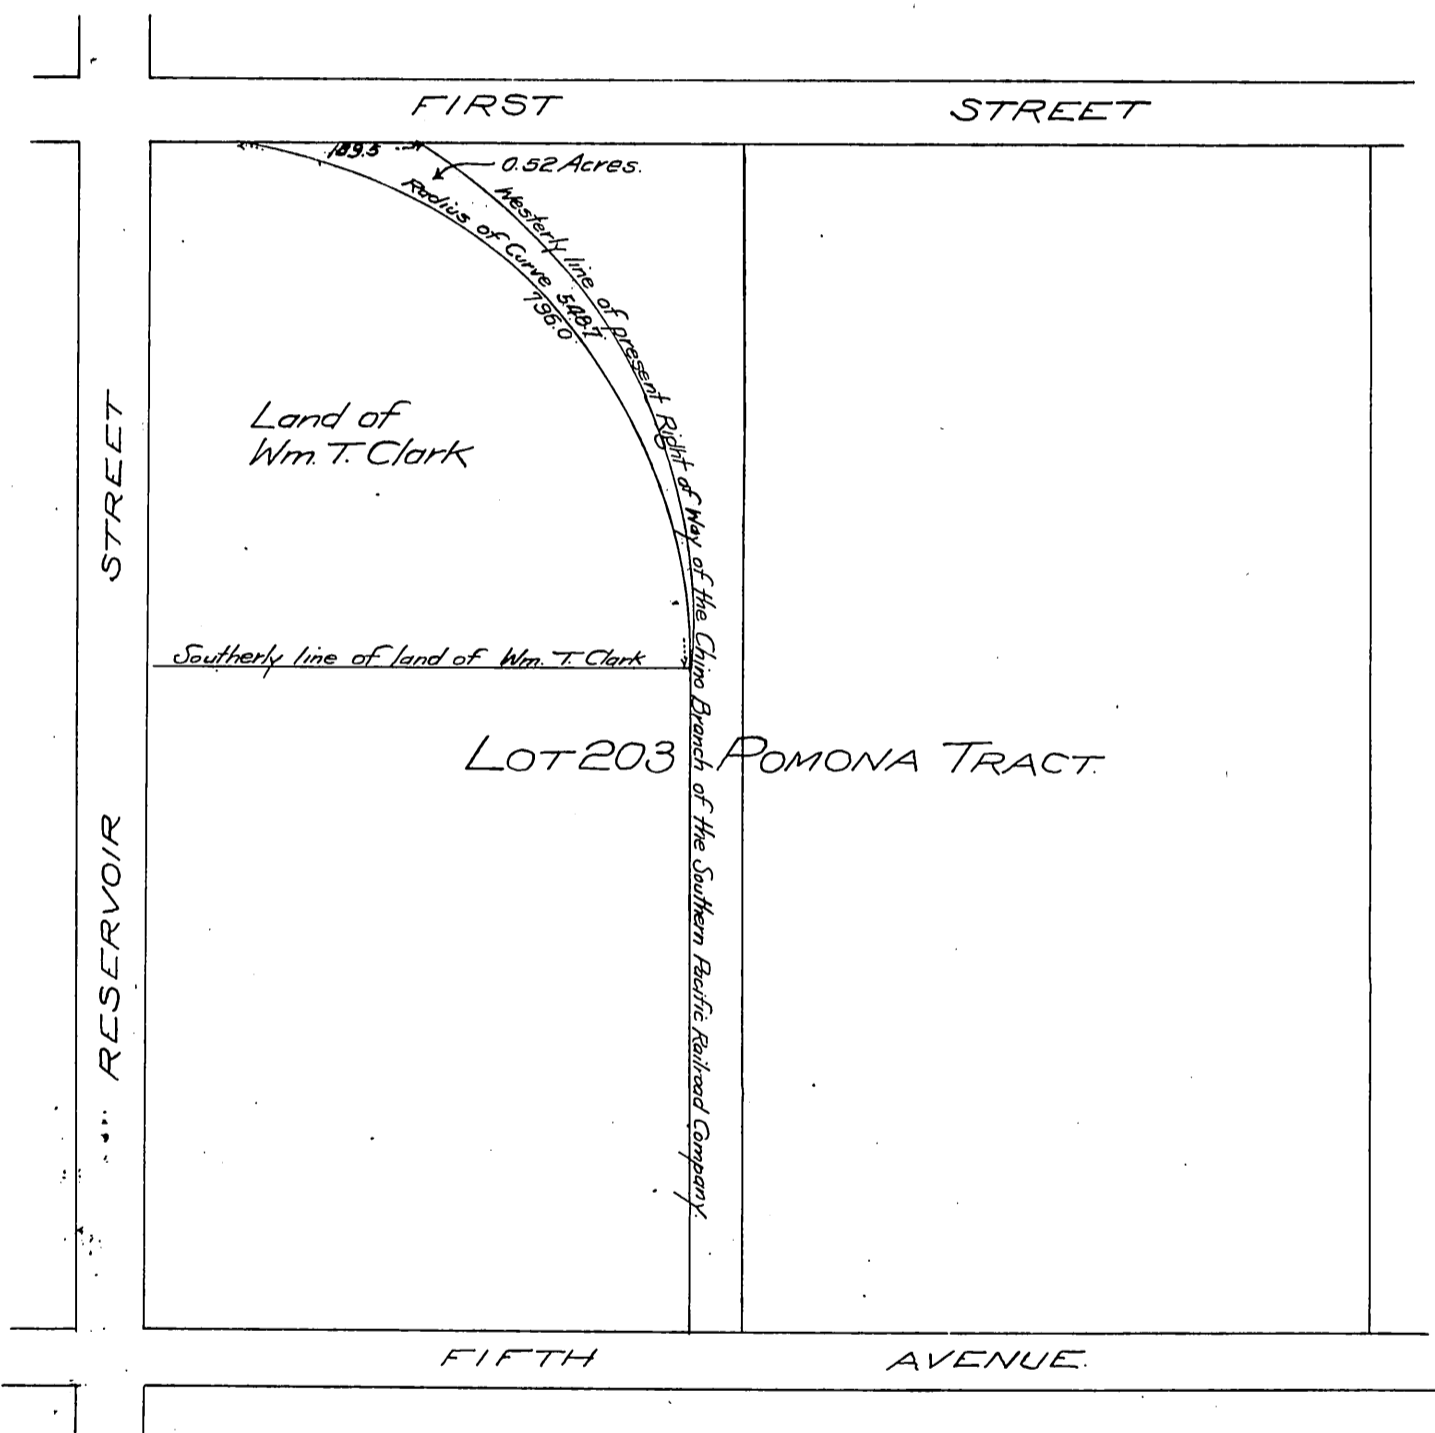 FIRST STREET
189.5
0.52 Acres.
Westerly line of present Right of Way of the Chino Branch of the Southern Pacific Railroad Company.
Radius of Curve 548.7
796.0
Land of
Wm. T. Clark
STREET
Southerly line of land of Wm. T. Clark
LOT 203 POMONA TRACT.
RESERVOIR
FIFTH AVENUE.